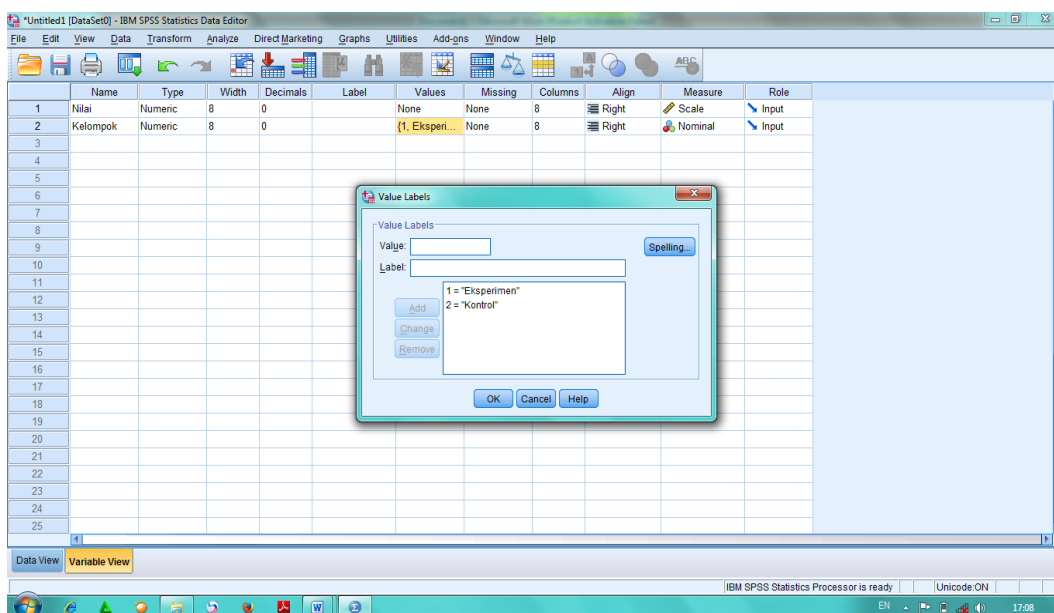 *Untitled1 [DataSet0] - IBM SPSS Statistics Data Editor
File Edit View Data Transform Analyze Direct Marketing Graphs Utilities Add-ons Window Help
Name Type Width Decimals Label Values Missing Columns Align Measure Role
1 Nilai Numeric 8 0 None None 8 Right Scale Input
2 Kelompok Numeric 8 0 {1, Eksperi... None 8 Right Nominal Input
3
4
5
6
7
8
9
10
11
12
13
14
15
16
17
18
19
20
21
22
23
24
25
Value Labels
Value Labels
Value:
Spelling...
Label:
1 = "Eksperimen"
2 = "Kontrol"
Add
Change
Remove
OK Cancel Help
Data View Variable View
IBM SPSS Statistics Processor is ready Unicode:ON
EN 17:08